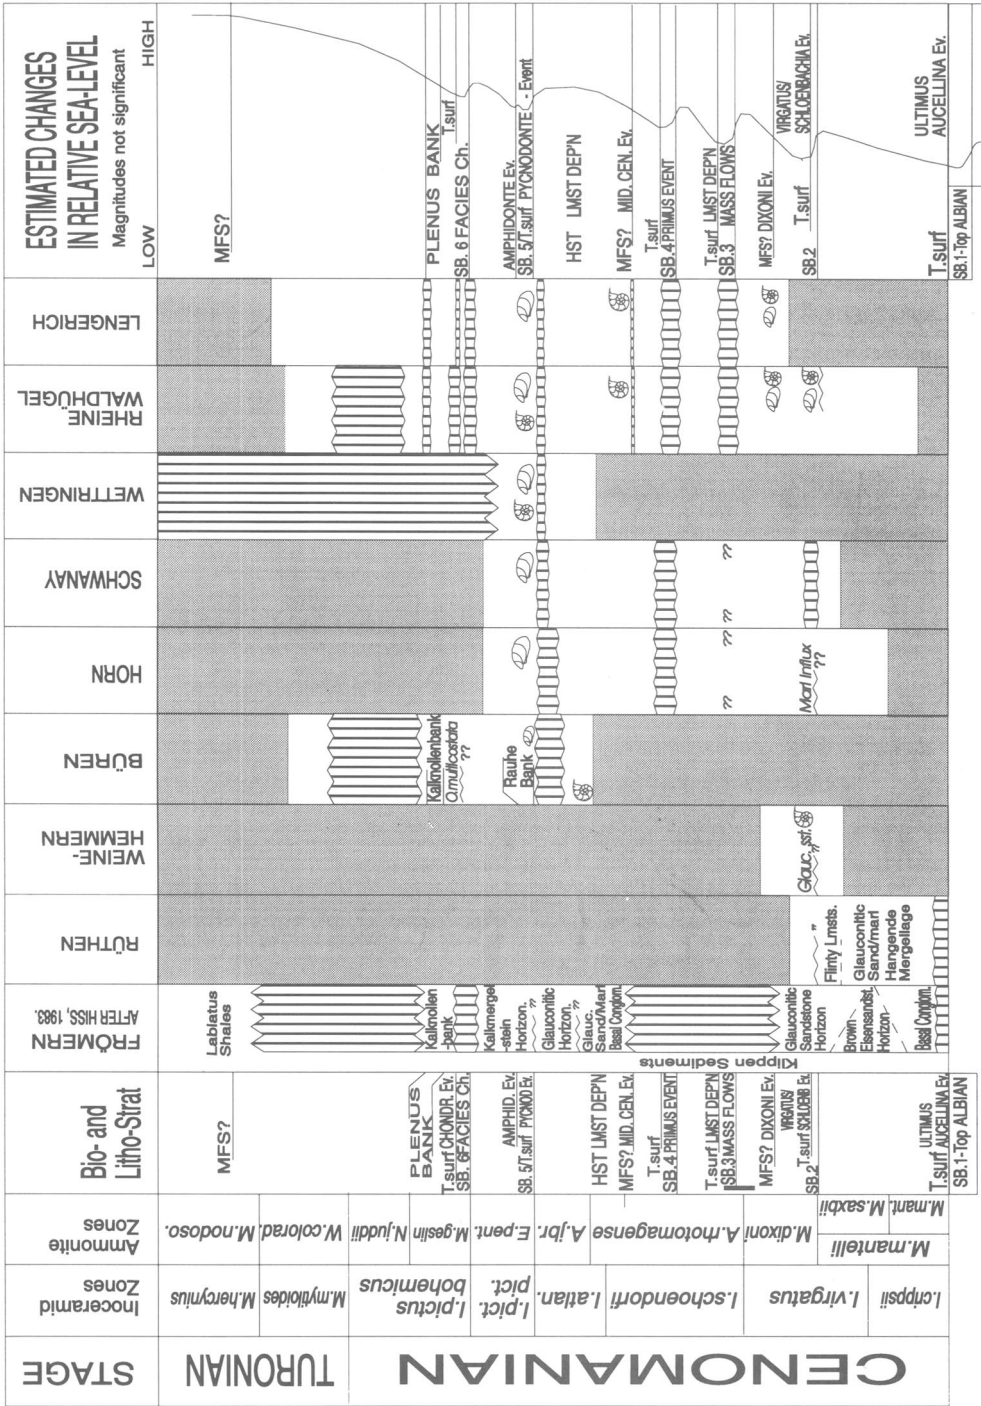 STAGE
TURONIAN
CENOMANIAN
Inoceramid
Zones
M.hercynius
M.mytiloides
I.pictus
bohemicus
I.pict.
pict.
I.atlan.
I.schoendorfi
I.virgatus
I.crippsii
Ammonite
Zones
M.nodoso.
W.colorad.
N.juddii
M.geslin
E.pent.
A.jbr.
A.rhotomagense
M.dixoni
M.mantelli
M.saxbii
M.mant.
Bio- and
Litho-Strat
MFS?
PLENUS
BANK
T.surf CHONDR. Ev.
SB. 6FACIES Ch.
AMPHID. Ev.
SB. 5/T.surf PYCNOD Ev.
HST LMST DEP'N
MFS? MID. CEN. Ev.
T.surf
SB.4 PRIMUS EVENT
T.surf LMST DEP'N
SB.3 MASS FLOWS
MFS? DIXONI Ev.
VIRGATUS/
T.surf SCHLOENB Ev.
SB.2
ULTIMUS
T.surf AUCELLINA Ev.
SB.1-Top ALBIAN
FRÖMERN
AFTER HISS, 1983.
Labiatus
Shales
Kalknollen
-bank
Kalkmergel
-stein
Horizon. ??
Glauconitic
Horizon. ??
Glauc.
Sand/Marl
Basal Conglom.
Glauconitic
Sandstone
Horizon
Brown
Eisensandst.
Horizon
Basal Conglom.
Klippen Sediments
RÜTHEN
Flinty Lmsts.
Glauconitic
Sand/marl
Hangende
Mergellage
WEINE-
HEMMERN
Glauc. sst.
??
BÜREN
Kalknollenbank
O.multicostata
??
Rauhe
Bank
HORN
??
??
Marl Influx
??
SCHWANAY
??
??
WETTRINGEN
RHEINE
WALDHÜGEL
LENGERICH
ESTIMATED CHANGES
IN RELATIVE SEA-LEVEL
Magnitudes not significant
LOW
HIGH
MFS?
PLENUS BANK
T.surf
SB. 6 FACIES Ch.
AMPHIDONTE Ev.
SB. 5/T.surf PYCNODONTE - Event
HST LMST DEP'N
MFS? MID. CEN. Ev.
T.surf
SB.4 PRIMUS EVENT
T.surf LMST DEP'N
SB.3 MASS FLOWS
MFS? DIXONI Ev.
VIRGATUS/
SCHLOENBACHIA Ev.
T.surf
SB.2
ULTIMUS
AUCELLINA Ev.
T.surf
SB.1-Top ALBIAN